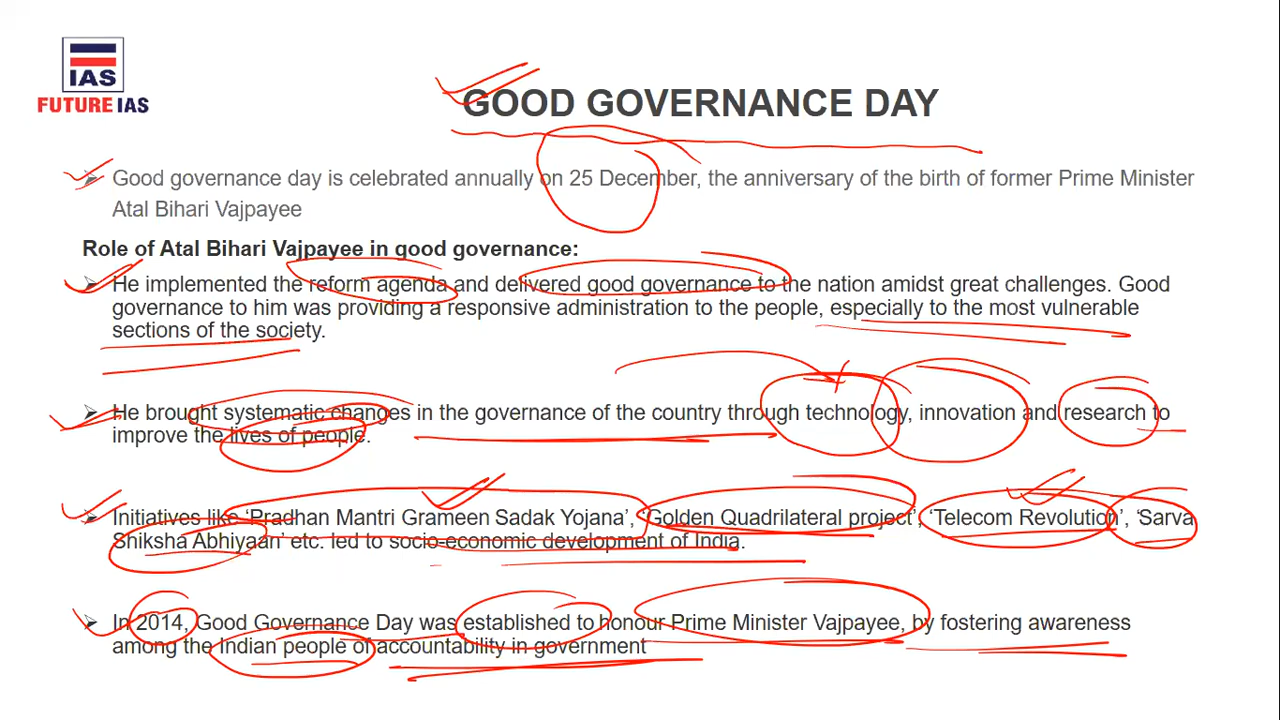 IAS
FUTURE IAS
GOOD GOVERNANCE DAY
Good governance day is celebrated annually on 25 December, the anniversary of the birth of former Prime Minister
Atal Bihari Vajpayee
Role of Atal Bihari Vajpayee in good governance:
He implemented the reform agenda and delivered good governance to the nation amidst great challenges. Good
governance to him was providing a responsive administration to the people, especially to the most vulnerable
sections of the society.
He brought systematic changes in the governance of the country through technology, innovation and research to
improve the lives of people.
Initiatives like ‘Pradhan Mantri Grameen Sadak Yojana’, ‘Golden Quadrilateral project’, ‘Telecom Revolution’, ‘Sarva
Shiksha Abhiyaan’ etc. led to socio-economic development of India.
In 2014, Good Governance Day was established to honour Prime Minister Vajpayee, by fostering awareness
among the Indian people of accountability in government